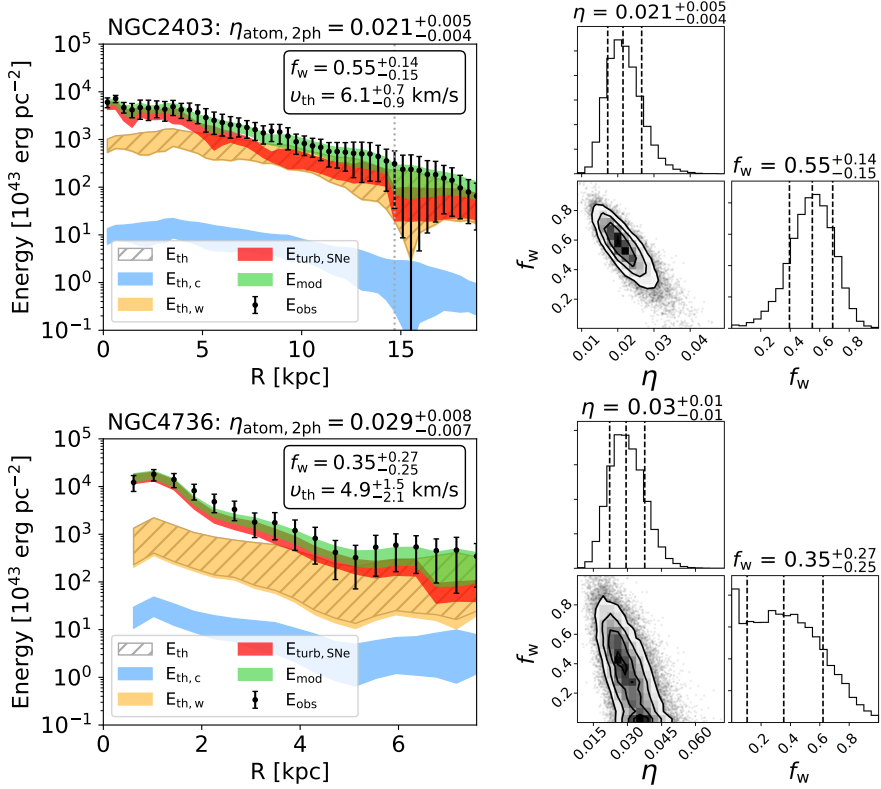 NGC2403: η_atom, 2ph = 0.021 +0.005 −0.004
Energy [10^43 erg pc^−2]
10^5
10^4
10^3
10^2
10^1
10^0
10^−1
f_w = 0.55 +0.14 −0.15
υ_th = 6.1 +0.7 −0.9 km/s
E_th
E_th, c
E_th, w
E_turb, SNe
E_mod
E_obs
0 5 10 15
R [kpc]
η = 0.021 +0.005 −0.004
f_w = 0.55 +0.14 −0.15
f_w
0.8
0.6
0.4
0.2
0.01 0.02 0.03 0.04
η
0.2 0.4 0.6 0.8
f_w
NGC4736: η_atom, 2ph = 0.029 +0.008 −0.007
Energy [10^43 erg pc^−2]
10^5
10^4
10^3
10^2
10^1
10^0
10^−1
f_w = 0.35 +0.27 −0.25
υ_th = 4.9 +1.5 −2.1 km/s
E_th
E_th, c
E_th, w
E_turb, SNe
E_mod
E_obs
0 2 4 6
R [kpc]
η = 0.03 +0.01 −0.01
f_w = 0.35 +0.27 −0.25
f_w
0.8
0.6
0.4
0.2
0.015 0.030 0.045 0.060
η
0.2 0.4 0.6 0.8
f_w